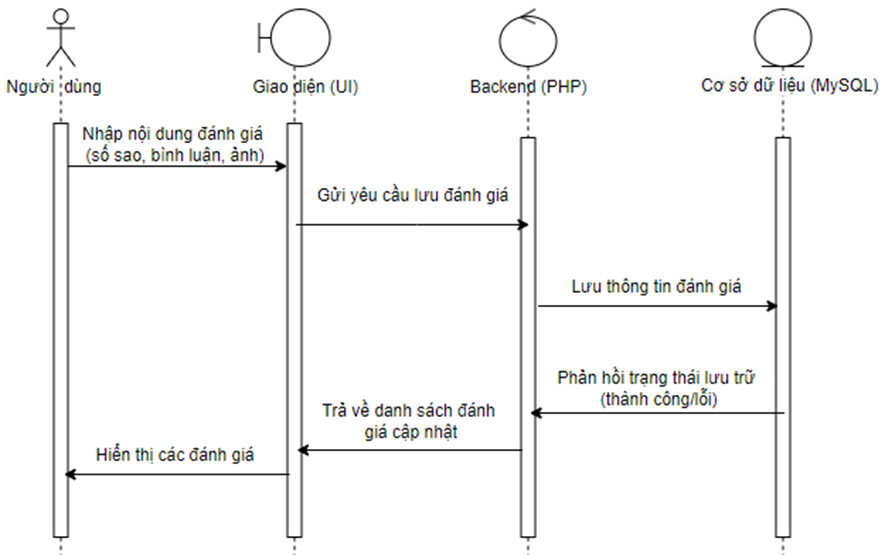 Người dùng
Giao diện (UI)
Backend (PHP)
Cơ sở dữ liệu (MySQL)
Nhập nội dung đánh giá
(số sao, bình luận, ảnh)
Gửi yêu cầu lưu đánh giá
Lưu thông tin đánh giá
Phản hồi trạng thái lưu trữ
(thành công/lỗi)
Trả về danh sách đánh
giá cập nhật
Hiển thị các đánh giá